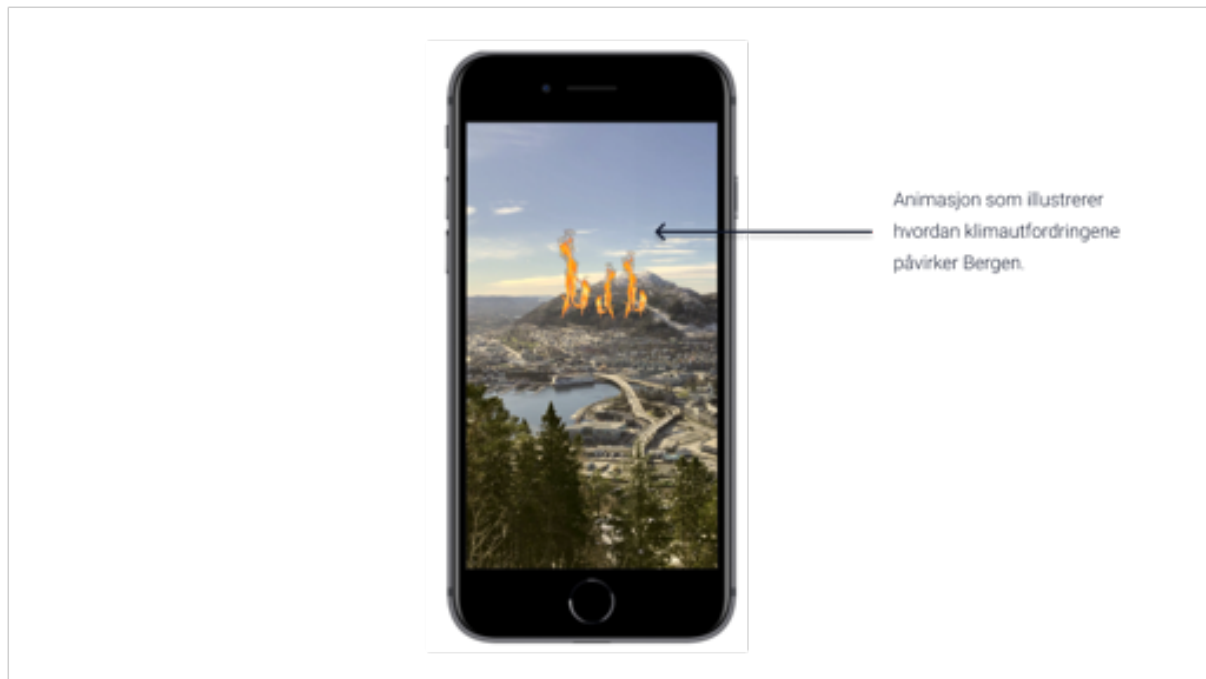 Animasjon som illustrerer
hvordan klimautfordringene
påvirker Bergen.